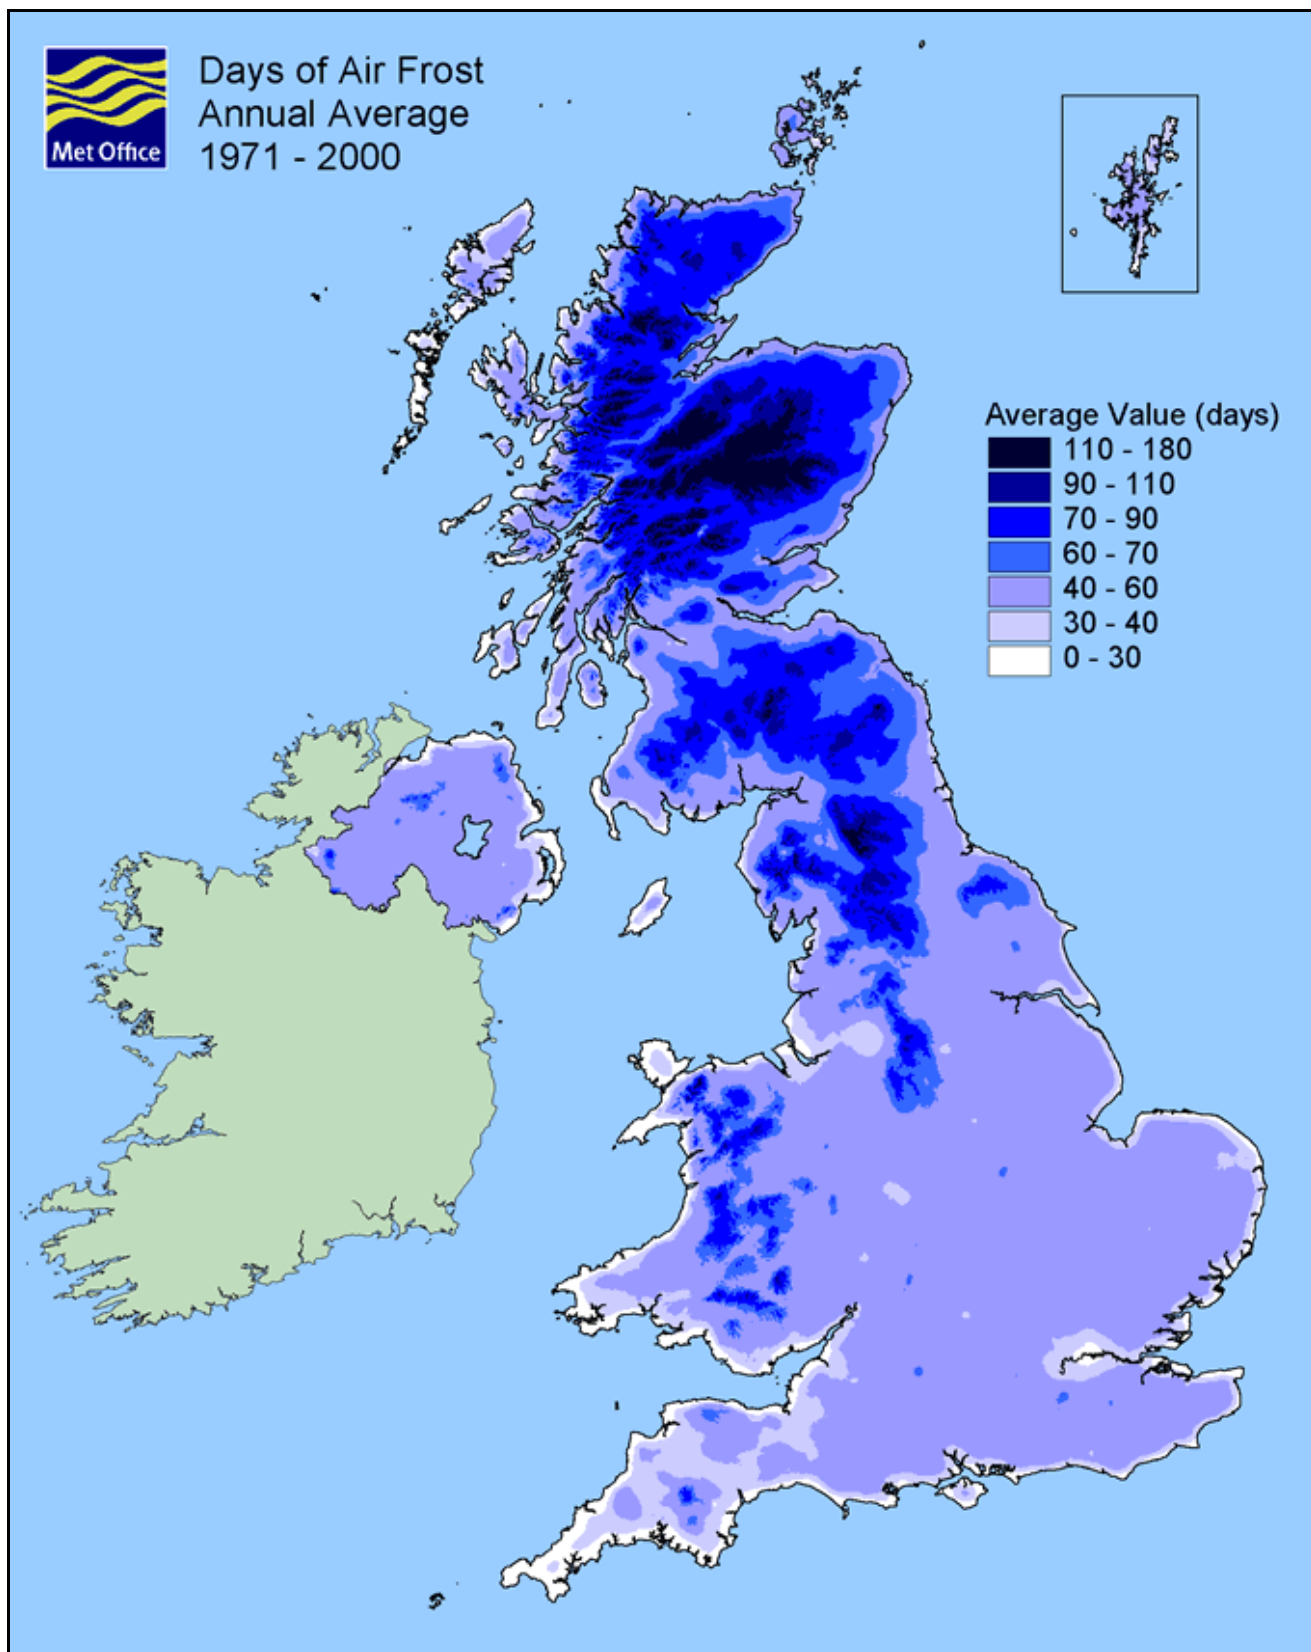 Met Office
Days of Air Frost
Annual Average
1971 - 2000
Average Value (days)
110 - 180
90 - 110
70 - 90
60 - 70
40 - 60
30 - 40
0 - 30